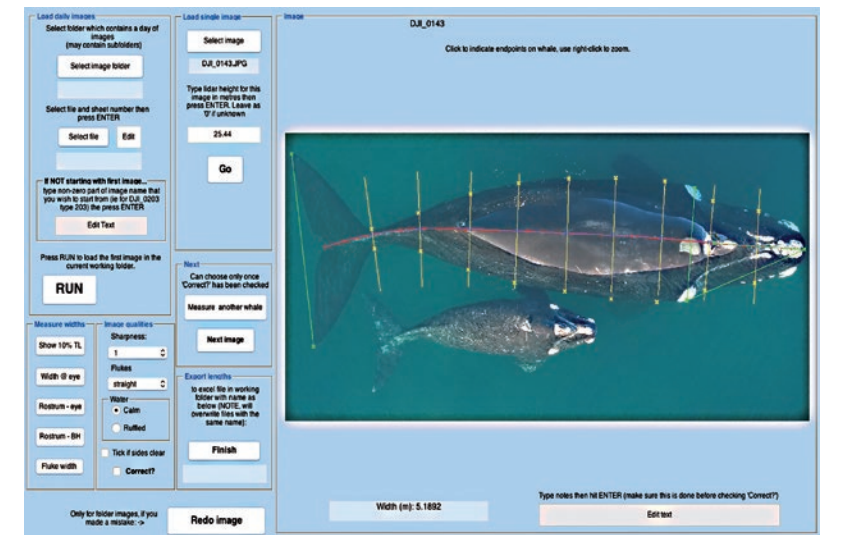 Load daily images
Select folder which contains a day of
images
(may contain subfolders)
Select image folder
Select file and sheet number then
press ENTER
Select file
Edit
If NOT starting with first image...
type non-zero part of image name that
you wish to start from (ie for DJI_0203
type 203) the press ENTER
Edit Text
Press RUN to load the first image in the
current working folder.
RUN
Load single image
Select image
DJI_0143.JPG
Type lidar height for this
image in metres then
press ENTER. Leave as
'0' if unknown
25.44
Go
Next
Can choose only once
'Correct?' has been checked
Measure another whale
Next image
Measure widths
Show 10% TL
Width @ eye
Rostrum - eye
Rostrum - BH
Fluke width
Image qualities
Sharpness:
1
Flukes
straight
Water
Calm
Ruffled
Tick if sides clear
Correct?
Export lengths
to excel file in working
folder with name as
below (NOTE, will
overwrite files with the
same name):
Finish
Only for folder images, if you
made a mistake: ->
Redo image
Image
DJI_0143
Click to indicate endpoints on whale, use right-click to zoom.
Width (m): 5.1892
Type notes then hit ENTER (make sure this is done before checking 'Correct?')
Edit text